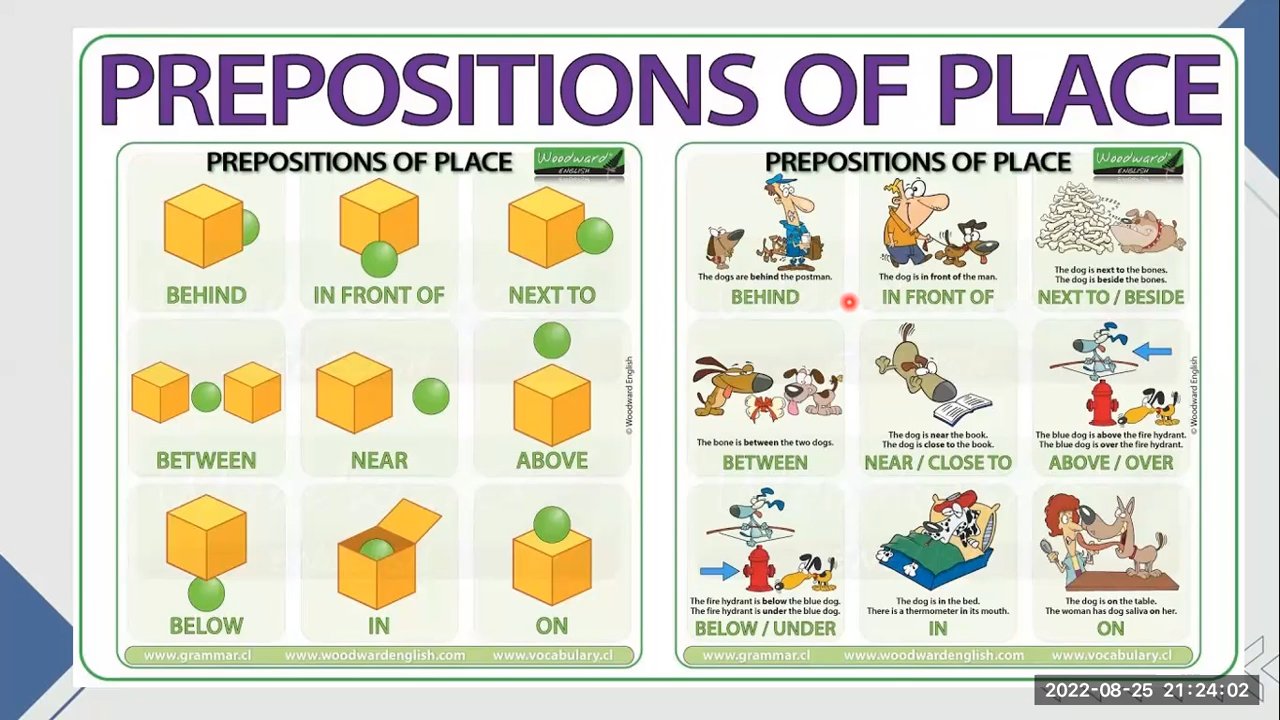 PREPOSITIONS OF PLACE
PREPOSITIONS OF PLACE
Woodward
ENGLISH
BEHIND
IN FRONT OF
NEXT TO
BETWEEN
NEAR
ABOVE
© Woodward English
BELOW
IN
ON
www.grammar.cl www.woodwardenglish.com www.vocabulary.cl
PREPOSITIONS OF PLACE
Woodward
ENGLISH
The dogs are behind the postman.
BEHIND
The dog is in front of the man.
IN FRONT OF
The dog is next to the bones.
The dog is beside the bones.
NEXT TO / BESIDE
The bone is between the two dogs.
BETWEEN
The dog is near the book.
The dog is close to the book.
NEAR / CLOSE TO
The blue dog is above the fire hydrant.
The blue dog is over the fire hydrant.
ABOVE / OVER
© Woodward English
The fire hydrant is below the blue dog.
The fire hydrant is under the blue dog.
BELOW / UNDER
The dog is in the bed.
There is a thermometer in its mouth.
IN
The dog is on the table.
The woman has dog saliva on her.
ON
www.grammar.cl www.woodwardenglish.com www.vocabulary.cl
2022-08-25 21:24:02